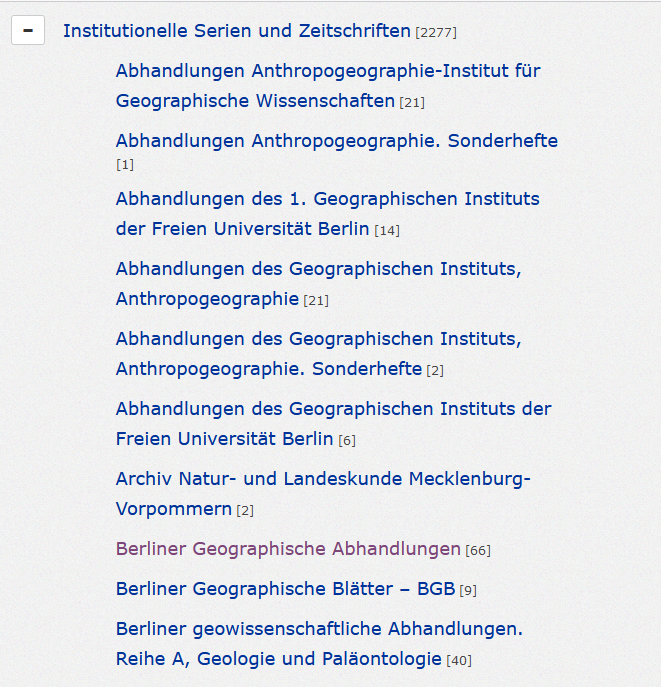 Institutionelle Serien und Zeitschriften [2277]
Abhandlungen Anthropogeographie-Institut für
Geographische Wissenschaften [21]
Abhandlungen Anthropogeographie. Sonderhefte
[1]
Abhandlungen des 1. Geographischen Instituts
der Freien Universität Berlin [14]
Abhandlungen des Geographischen Instituts,
Anthropogeographie [21]
Abhandlungen des Geographischen Instituts,
Anthropogeographie. Sonderhefte [2]
Abhandlungen des Geographischen Instituts der
Freien Universität Berlin [6]
Archiv Natur- und Landeskunde Mecklenburg-
Vorpommern [2]
Berliner Geographische Abhandlungen [66]
Berliner Geographische Blätter – BGB [9]
Berliner geowissenschaftliche Abhandlungen.
Reihe A, Geologie und Paläontologie [40]